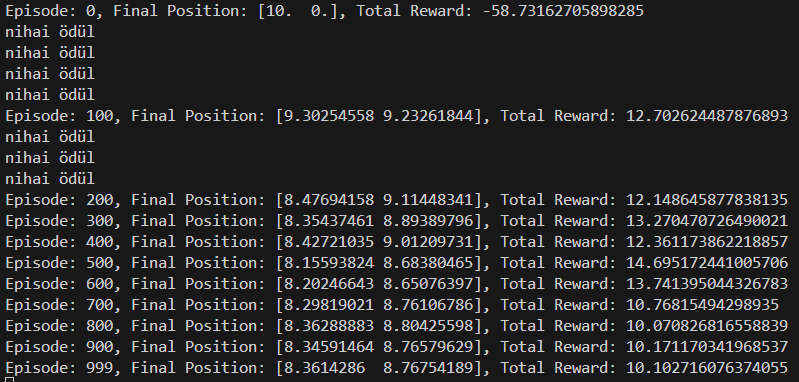 Episode: 0, Final Position: [10.  0.], Total Reward: -58.73162705898285
nihai ödül
nihai ödül
nihai ödül
nihai ödül
Episode: 100, Final Position: [9.30254558 9.23261844], Total Reward: 12.702624487876893
nihai ödül
nihai ödül
nihai ödül
Episode: 200, Final Position: [8.47694158 9.11448341], Total Reward: 12.148645877838135
Episode: 300, Final Position: [8.35437461 8.89389796], Total Reward: 13.270470726490021
Episode: 400, Final Position: [8.42721035 9.01209731], Total Reward: 12.361173862218857
Episode: 500, Final Position: [8.15593824 8.68380465], Total Reward: 14.695172441005706
Episode: 600, Final Position: [8.20246643 8.65076397], Total Reward: 13.741395044326783
Episode: 700, Final Position: [8.29819021 8.76106786], Total Reward: 10.76815494298935
Episode: 800, Final Position: [8.36288883 8.80425598], Total Reward: 10.070826816558839
Episode: 900, Final Position: [8.34591464 8.76579629], Total Reward: 10.171170341968537
Episode: 999, Final Position: [8.3614286  8.76754189], Total Reward: 10.102716076374055